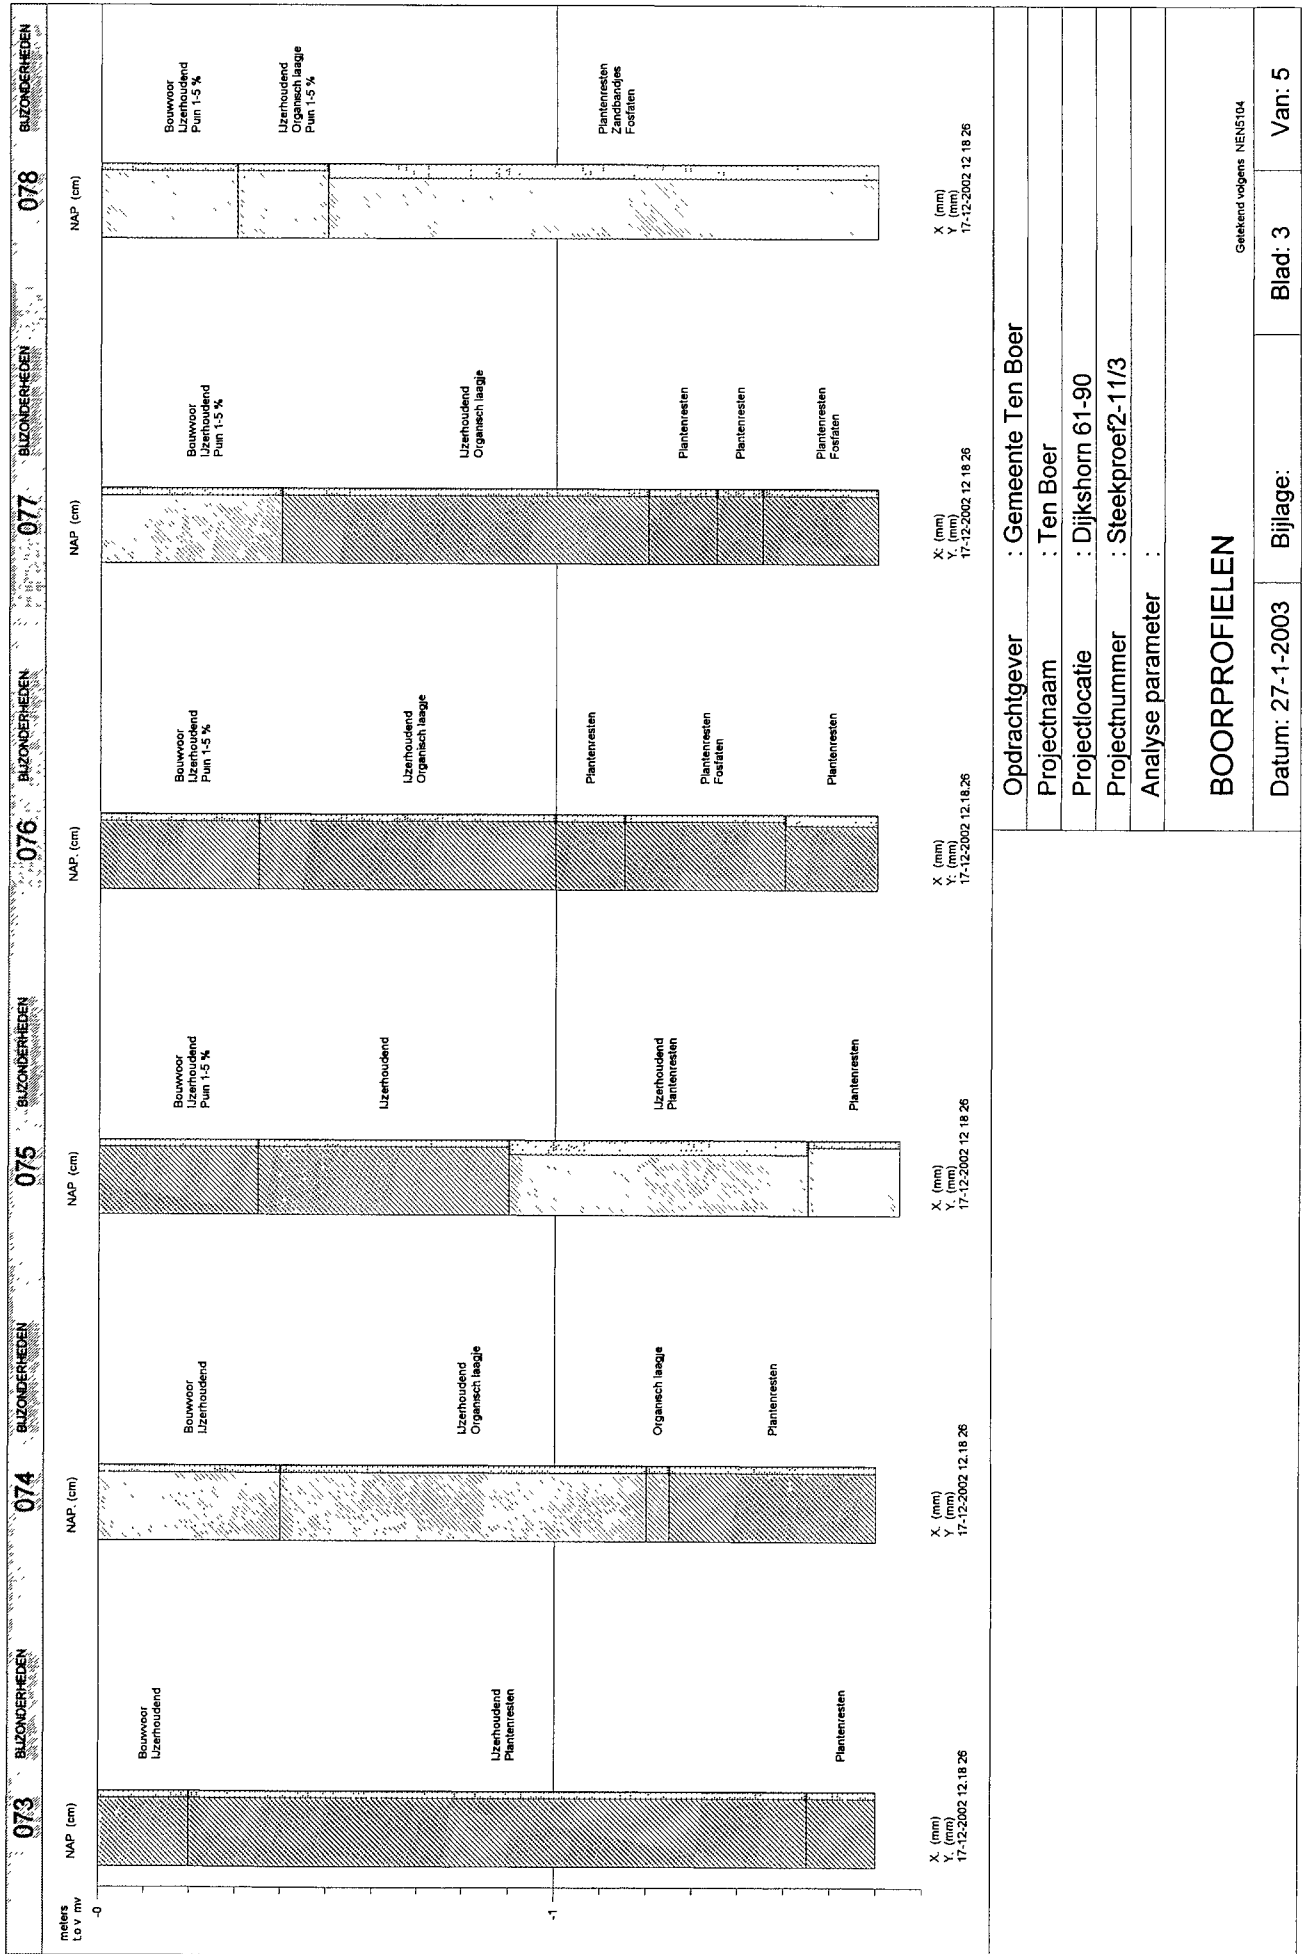 073 BIJZONDERHEDEN 074 BIJZONDERHEDEN 075 BIJZONDERHEDEN 076 BIJZONDERHEDEN 077 BIJZONDERHEDEN 078 BIJZONDERHEDEN
meters
t.o v mv
-0
-1
NAP (cm)
Bouwvoor
IJzerhoudend
IJzerhoudend
Plantenresten
Plantenresten
X. (mm)
Y. (mm)
17-12-2002 12.18 26
NAP. (cm)
Bouwvoor
IJzerhoudend
IJzerhoudend
Organisch laagje
Organisch laagje
Plantenresten
X. (mm)
Y (mm)
17-12-2002 12.18 26
NAP (cm)
Bouwvoor
IJzerhoudend
Puin 1-5 %
IJzerhoudend
IJzerhoudend
Plantenresten
Plantenresten
X. (mm)
Y. (mm)
17-12-2002 12 18 26
NAP. (cm)
Bouwvoor
IJzerhoudend
Puin 1-5 %
IJzerhoudend
Organisch laagje
Plantenresten
Plantenresten
Fosfaten
Plantenresten
X (mm)
Y: (mm)
17-12-2002 12.18.26
NAP (cm)
Bouwvoor
IJzerhoudend
Puin 1-5 %
IJzerhoudend
Organisch laagje
Plantenresten
Plantenresten
Plantenresten
Fosfaten
X: (mm)
Y. (mm)
17-12-2002 12 18 26
NAP (cm)
Bouwvoor
IJzerhoudend
Puin 1-5 %
IJzerhoudend
Organisch laagje
Puin 1-5 %
Plantenresten
Zandbandjes
Fosfaten
X (mm)
Y (mm)
17-12-2002 12 18 26
Opdrachtgever : Gemeente Ten Boer
Projectnaam : Ten Boer
Projectlocatie : Dijkshorn 61-90
Projectnummer : Steekproef2-11/3
Analyse parameter :
BOORPROFIELEN
Getekend volgens NEN5104
Datum: 27-1-2003 Bijlage: Blad: 3 Van: 5